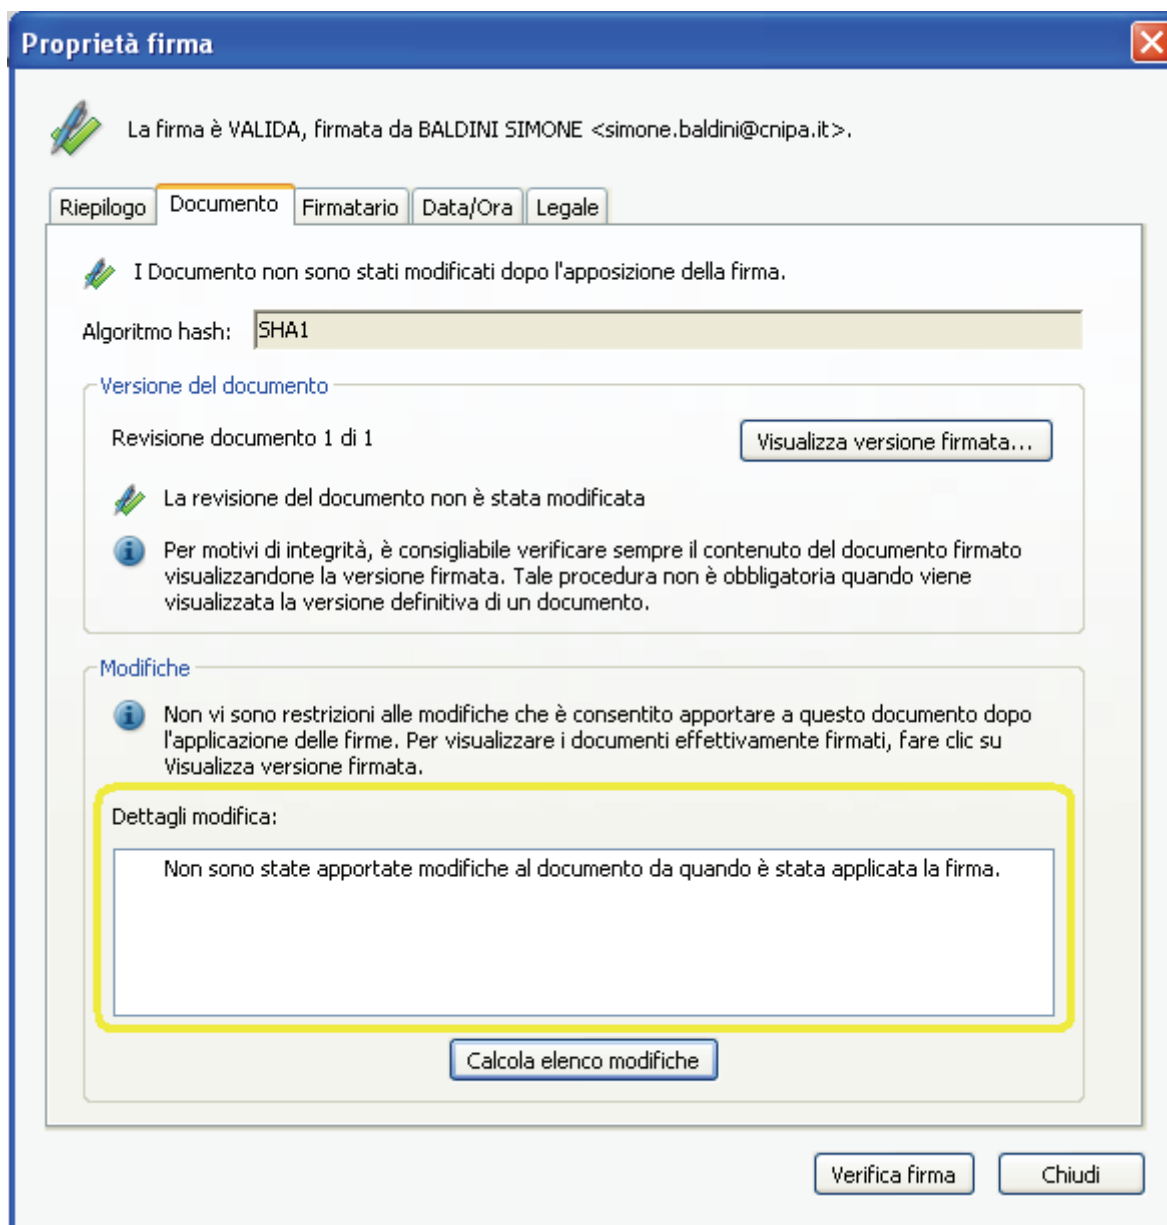 Proprietà firma
La firma è VALIDA, firmata da BALDINI SIMONE <simone.baldini@cnipa.it>.
Riepilogo Documento Firmatario Data/Ora Legale
I Documento non sono stati modificati dopo l'apposizione della firma.
Algoritmo hash: SHA1
Versione del documento
Revisione documento 1 di 1 Visualizza versione firmata...
La revisione del documento non è stata modificata
Per motivi di integrità, è consigliabile verificare sempre il contenuto del documento firmato
visualizzandone la versione firmata. Tale procedura non è obbligatoria quando viene
visualizzata la versione definitiva di un documento.
Modifiche
Non vi sono restrizioni alle modifiche che è consentito apportare a questo documento dopo
l'applicazione delle firme. Per visualizzare i documenti effettivamente firmati, fare clic su
Visualizza versione firmata.
Dettagli modifica:
Non sono state apportate modifiche al documento da quando è stata applicata la firma.
Calcola elenco modifiche
Verifica firma Chiudi